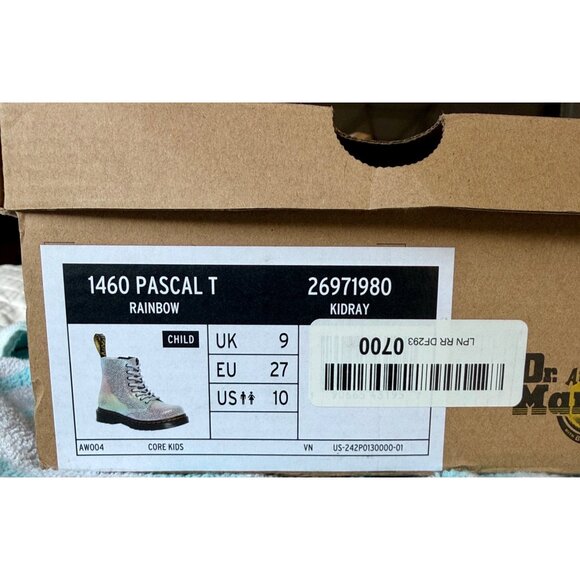 1460 PASCAL T 26971980
RAINBOW KIDRAY
CHILD
UK 9
EU 27
US 10
LPN RR DF293
0700
AW004 CORE KIDS VN US-242P0130000-01
Dr.